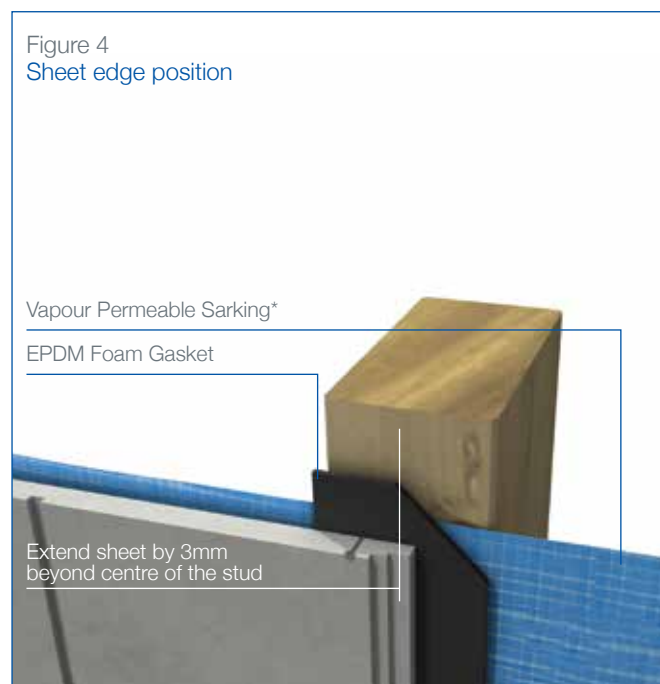 Figure 4
Sheet edge position
Vapour Permeable Sarking*
EPDM Foam Gasket
Extend sheet by 3mm
beyond centre of the stud